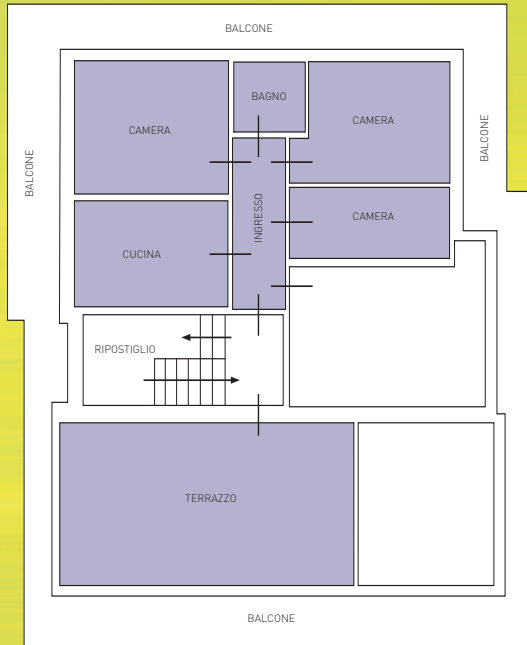 BALCONE
BAGNO
CAMERA
CAMERA
BALCONE
BALCONE
CAMERA
INGRESSO
CUCINA
RIPOSTIGLIO
TERRAZZO
BALCONE